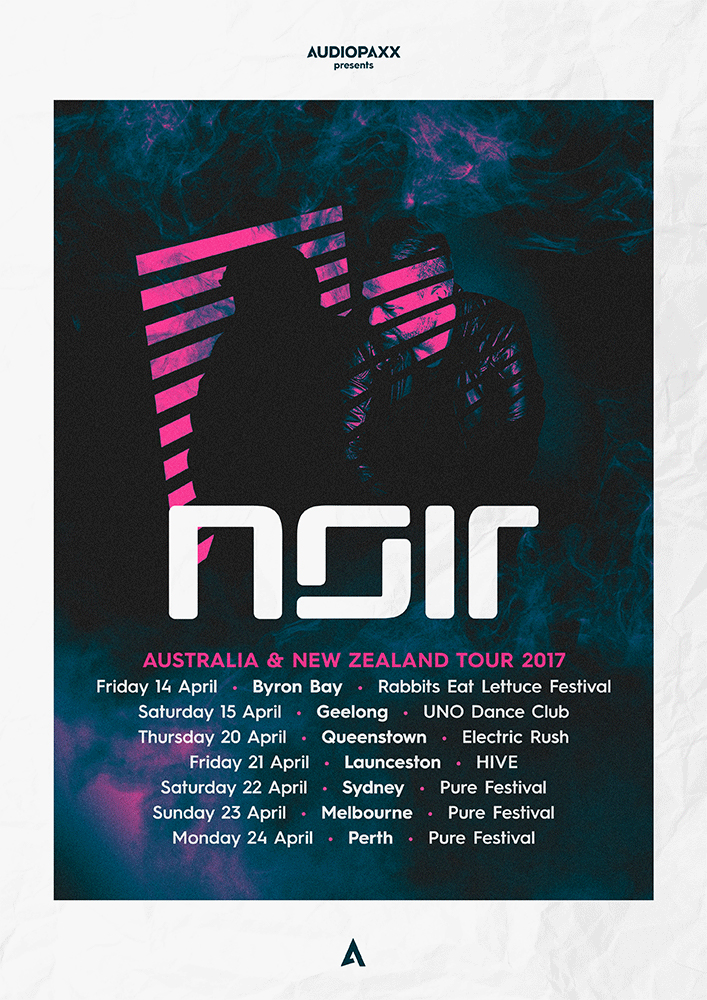 AUDIOPAXX
presents
noir
AUSTRALIA & NEW ZEALAND TOUR 2017
Friday 14 April • Byron Bay • Rabbits Eat Lettuce Festival
Saturday 15 April • Geelong • UNO Dance Club
Thursday 20 April • Queenstown • Electric Rush
Friday 21 April • Launceston • HIVE
Saturday 22 April • Sydney • Pure Festival
Sunday 23 April • Melbourne • Pure Festival
Monday 24 April • Perth • Pure Festival